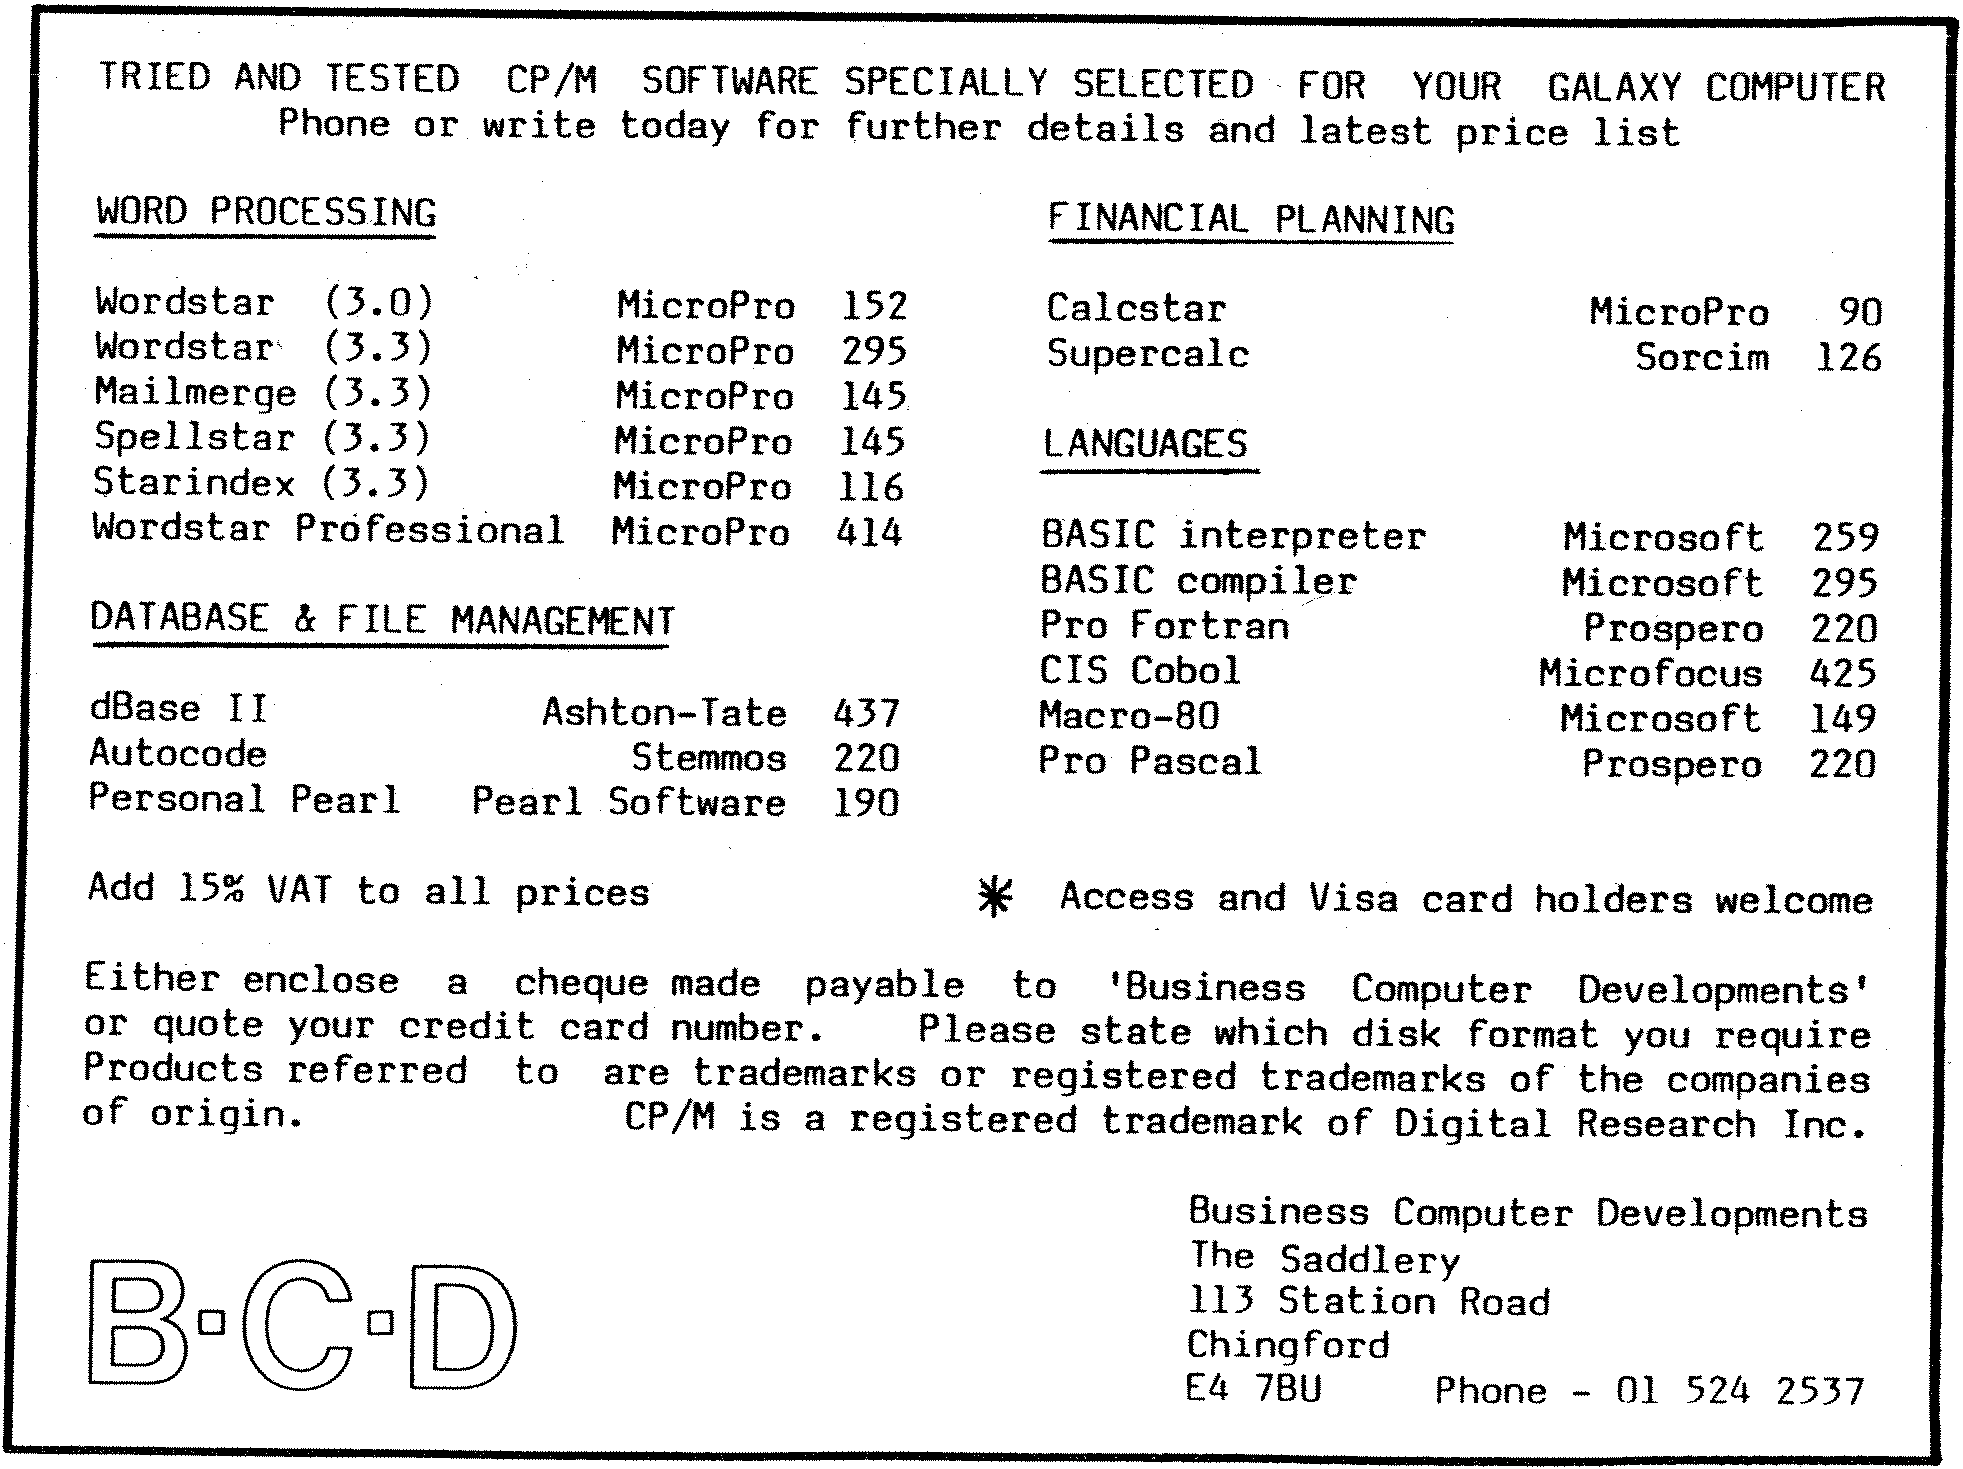 TRIED AND TESTED CP/M SOFTWARE SPECIALLY SELECTED FOR YOUR GALAXY COMPUTER
Phone or write today for further details and latest price list
WORD PROCESSING
Wordstar (3.0) MicroPro 152
Wordstar (3.3) MicroPro 295
Mailmerge (3.3) MicroPro 145
Spellstar (3.3) MicroPro 145
Starindex (3.3) MicroPro 116
Wordstar Professional MicroPro 414
DATABASE & FILE MANAGEMENT
dBase II Ashton-Tate 437
Autocode Stemmos 220
Personal Pearl Pearl Software 190
FINANCIAL PLANNING
Calcstar MicroPro 90
Supercalc Sorcim 126
LANGUAGES
BASIC interpreter Microsoft 259
BASIC compiler Microsoft 295
Pro Fortran Prospero 220
CIS Cobol Microfocus 425
Macro-80 Microsoft 149
Pro Pascal Prospero 220
Add 15% VAT to all prices
* Access and Visa card holders welcome
Either enclose a cheque made payable to 'Business Computer Developments'
or quote your credit card number. Please state which disk format you require
Products referred to are trademarks or registered trademarks of the companies
of origin. CP/M is a registered trademark of Digital Research Inc.
B·C·D
Business Computer Developments
The Saddlery
113 Station Road
Chingford
E4 7BU Phone - 01 524 2537